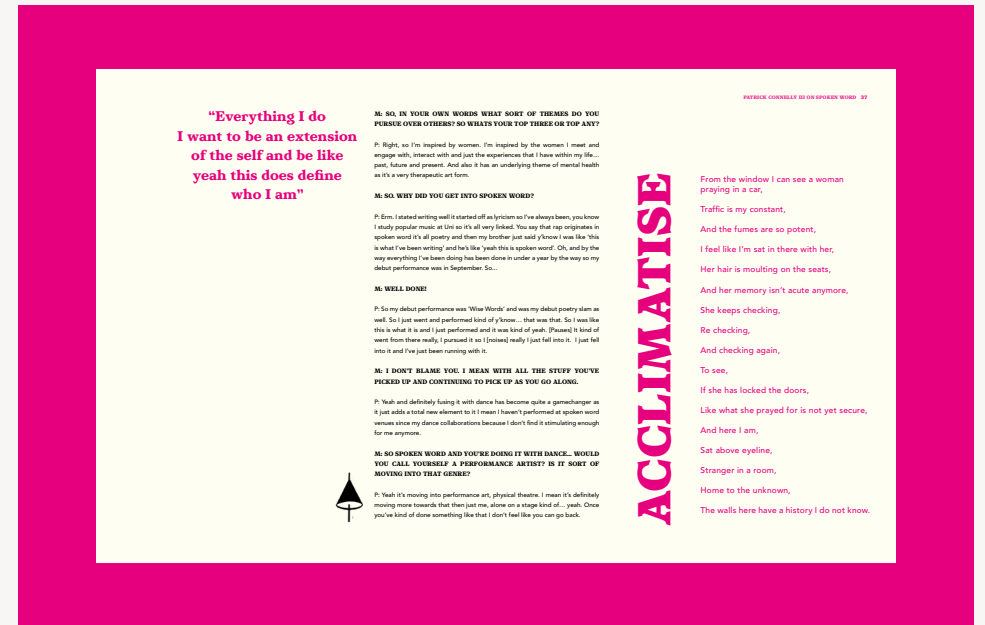 PATRICK CONNELLY III ON SPOKEN WORD 37
“Everything I do
I want to be an extension
of the self and be like
yeah this does define
who I am”
M: SO, IN YOUR OWN WORDS WHAT SORT OF THEMES DO YOU
PURSUE OVER OTHERS? SO WHATS YOUR TOP THREE OR TOP ANY?
P: Right, so I’m inspired by women. I’m inspired by the women I meet and
engage with, interact with and just the experiences that I have within my life...
past, future and present. And also it has an underlying theme of mental health
as it’s a very therapeutic art form.
M: SO. WHY DID YOU GET INTO SPOKEN WORD?
P: Erm. I stated writing well it started off as lyricism so I’ve always been, you know
I study popular music at Uni so it’s all very linked. You say that rap originates in
spoken word it’s all poetry and then my brother just said y’know I was like ‘this
is what I’ve been writing’ and he’s like ‘yeah this is spoken word’. Oh, and by the
way everything I’ve been doing has been done in under a year by the way so my
debut performance was in September. So...
M: WELL DONE!
P: So my debut performance was ‘Wise Words’ and was my debut poetry slam as
well. So I just went and performed kind of y’know... that was that. So I was like
this is what it is and I just performed and it was kind of yeah. [Pauses] It kind of
went from there really, I pursued it so I [noises] really I just fell into it. I just fell
into it and I’ve just been running with it.
M: I DON’T BLAME YOU. I MEAN WITH ALL THE STUFF YOU’VE
PICKED UP AND CONTINUING TO PICK UP AS YOU GO ALONG.
P: Yeah and definitely fusing it with dance has become quite a gamechanger as
it just adds a total new element to it I mean I haven’t performed at spoken word
venues since my dance collaborations because I don’t find it stimulating enough
for me anymore.
M: SO SPOKEN WORD AND YOU’RE DOING IT WITH DANCE... WOULD
YOU CALL YOURSELF A PERFORMANCE ARTIST? IS IT SORT OF
MOVING INTO THAT GENRE?
P: Yeah it’s moving into performance art, physical theatre. I mean it’s definitely
moving more towards that then just me, alone on a stage kind of... yeah. Once
you’ve kind of done something like that I don’t feel like you can go back.
ACCLIMATISE
From the window I can see a woman
praying in a car,
Traffic is my constant,
And the fumes are so potent,
I feel like I’m sat in there with her,
Her hair is moulting on the seats,
And her memory isn’t acute anymore,
She keeps checking,
Re checking,
And checking again,
To see,
If she has locked the doors,
Like what she prayed for is not yet secure,
And here I am,
Sat above eyeline,
Stranger in a room,
Home to the unknown,
The walls here have a history I do not know.